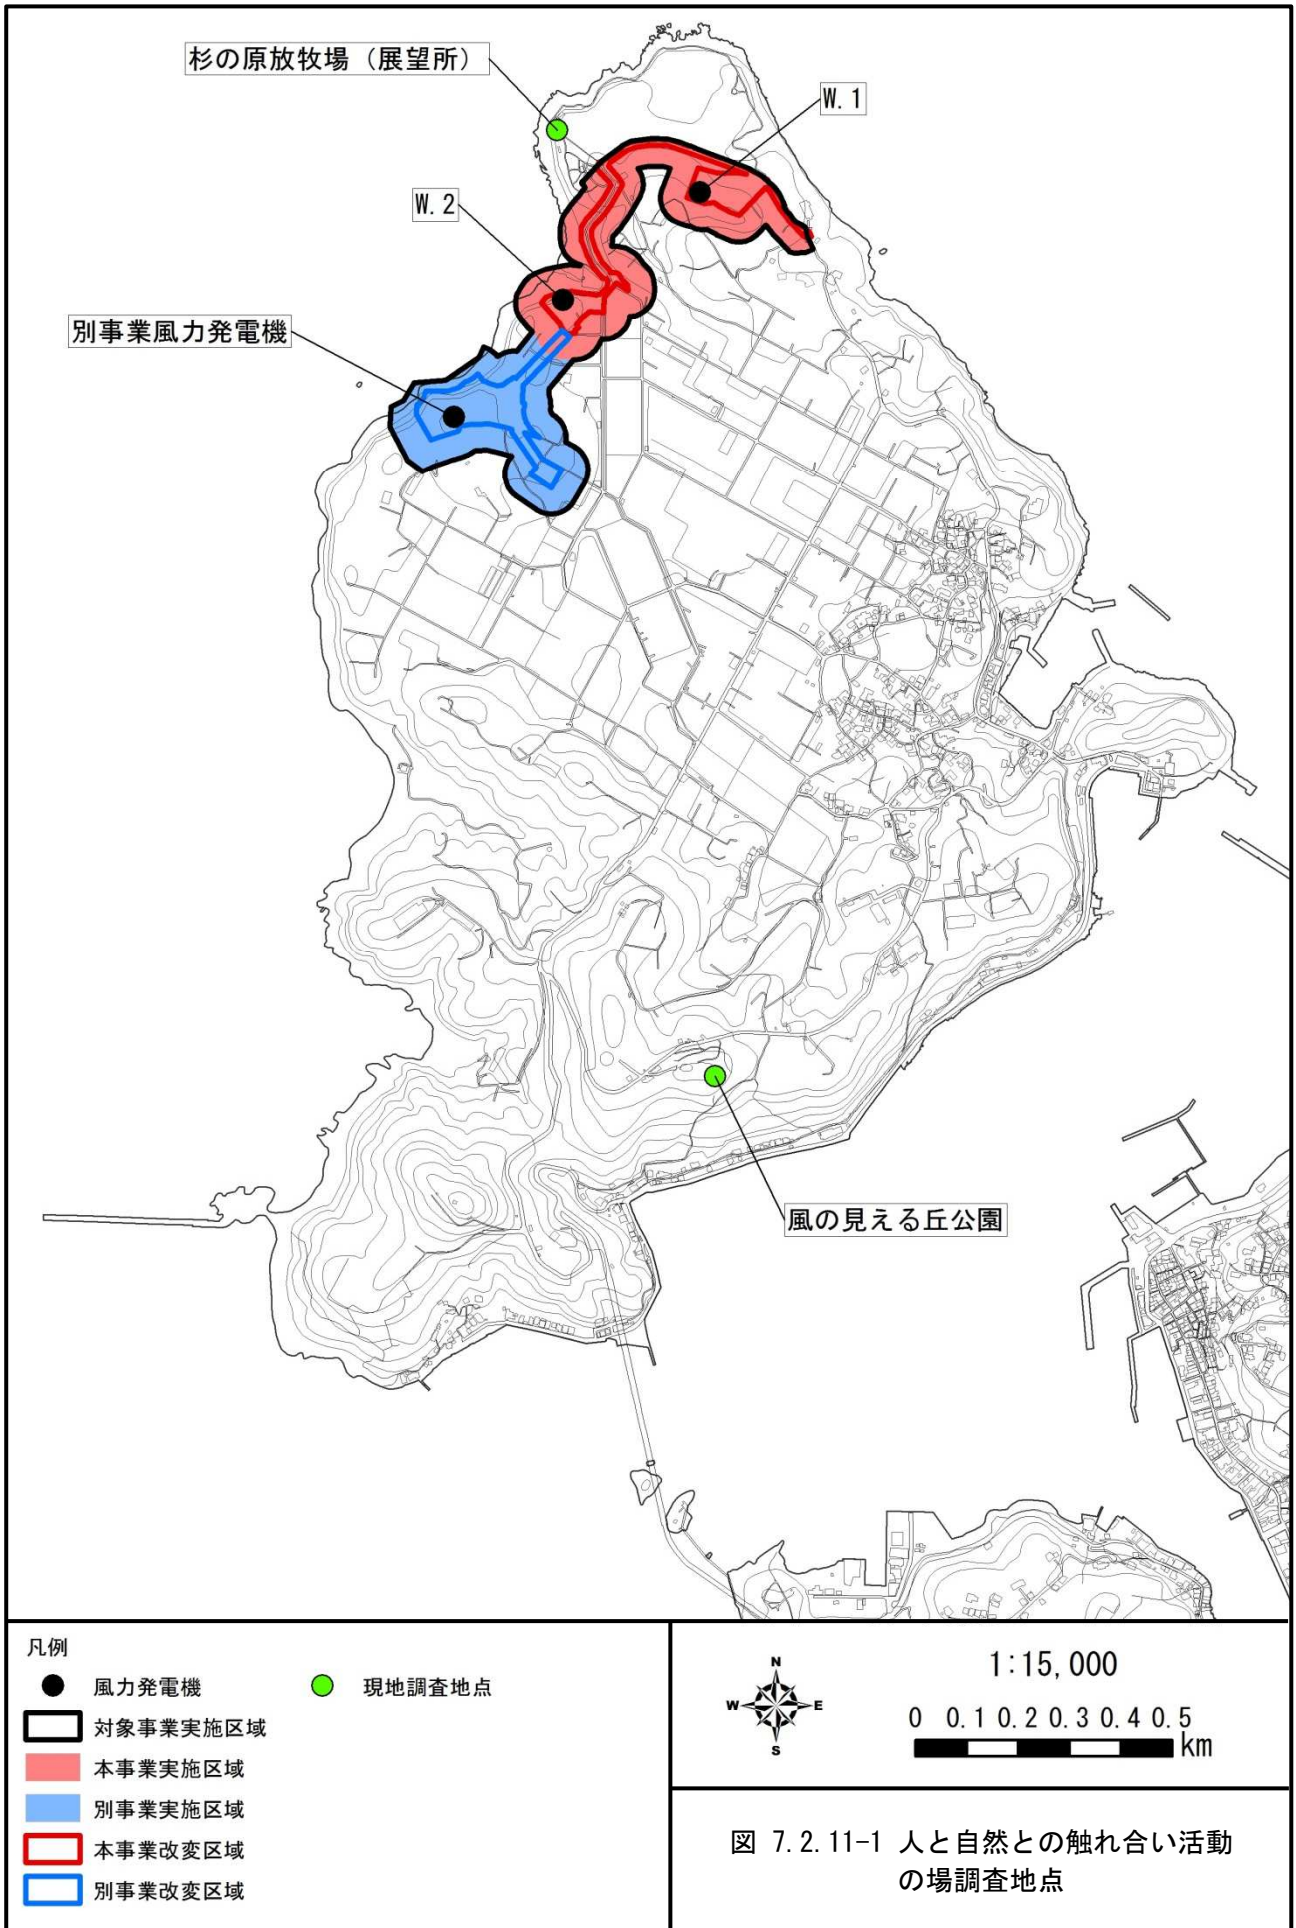 杉の原放牧場（展望所）
W.1
W.2
別事業風力発電機
風の見える丘公園
凡例
風力発電機
現地調査地点
対象事業実施区域
本事業実施区域
別事業実施区域
本事業改変区域
別事業改変区域
N
W E
S
1:15,000
0 0.1 0.2 0.3 0.4 0.5
km
図 7.2.11-1 人と自然との触れ合い活動
の場調査地点